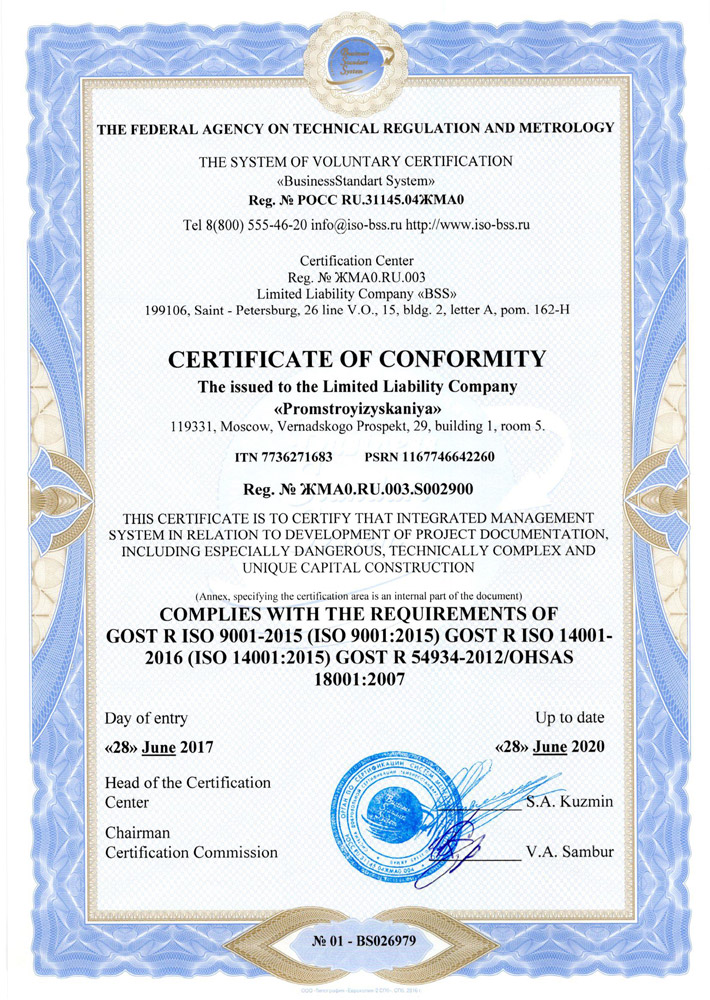 Business
Standart
System
THE FEDERAL AGENCY ON TECHNICAL REGULATION AND METROLOGY
THE SYSTEM OF VOLUNTARY CERTIFICATION
«BusinessStandart System»
Reg. № РОСС RU.31145.04ЖМА0
Tel 8(800) 555-46-20 info@iso-bss.ru http://www.iso-bss.ru
Certification Center
Reg. № ЖМА0.RU.003
Limited Liability Company «BSS»
199106, Saint - Petersburg, 26 line V.O., 15, bldg. 2, letter A, pom. 162-H
CERTIFICATE OF CONFORMITY
The issued to the Limited Liability Company
«Promstroyizyskaniya»
119331, Moscow, Vernadskogo Prospekt, 29, building 1, room 5.
ITN 7736271683 PSRN 1167746642260
Reg. № ЖМА0.RU.003.S002900
THIS CERTIFICATE IS TO CERTIFY THAT INTEGRATED MANAGEMENT
SYSTEM IN RELATION TO DEVELOPMENT OF PROJECT DOCUMENTATION,
INCLUDING ESPECIALLY DANGEROUS, TECHNICALLY COMPLEX AND
UNIQUE CAPITAL CONSTRUCTION
(Annex, specifying the certification area is an internal part of the document)
COMPLIES WITH THE REQUIREMENTS OF
GOST R ISO 9001-2015 (ISO 9001:2015) GOST R ISO 14001-
2016 (ISO 14001:2015) GOST R 54934-2012/OHSAS
18001:2007
Day of entry Up to date
«28» June 2017 «28» June 2020
Head of the Certification
Center S.A. Kuzmin
Chairman
Certification Commission V.A. Sambur
ОРГАН ПО СЕРТИФИКАЦИИ СИСТЕМ
Business
Standart
System
№ 01 - BS026979